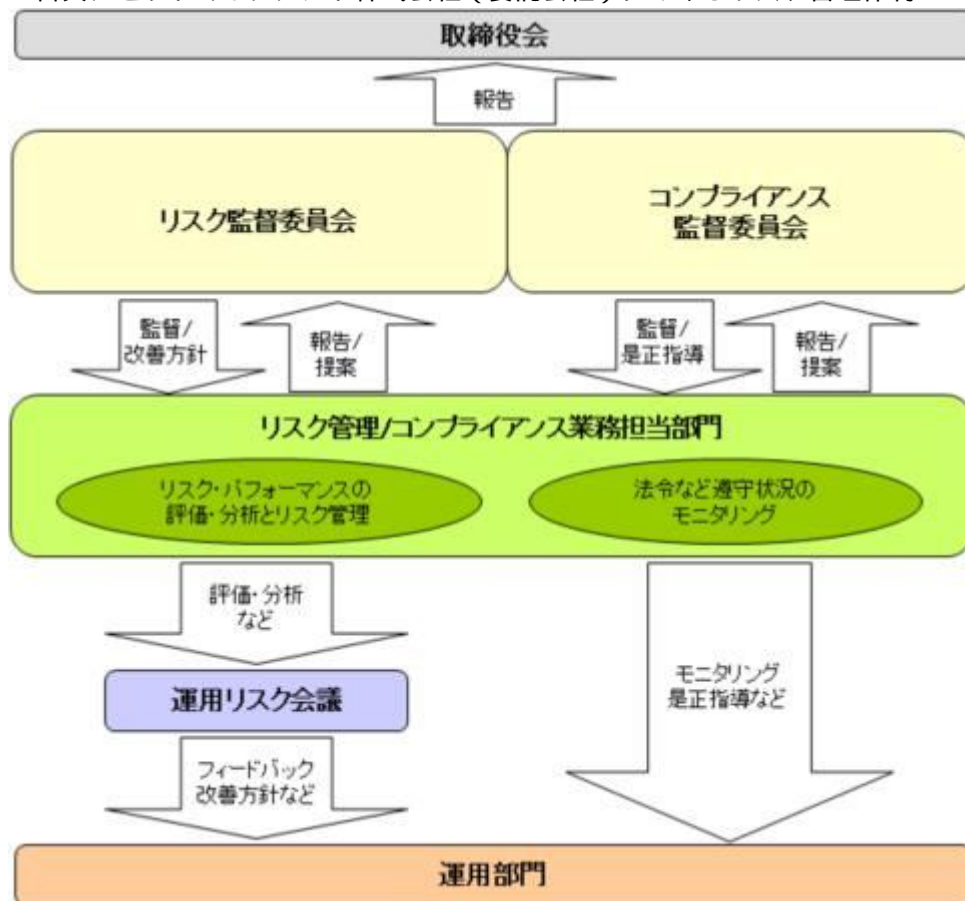 取締役会
報告
リスク監督委員会
コンプライアンス
監督委員会
監督/
改善方針
報告/
提案
監督/
是正指導
報告/
提案
リスク管理/コンプライアンス業務担当部門
リスク・パフォーマンスの
評価・分析とリスク管理
法令など遵守状況の
モニタリング
評価・分析
など
運用リスク会議
モニタリング
是正指導など
フィードバック
改善方針など
運用部門